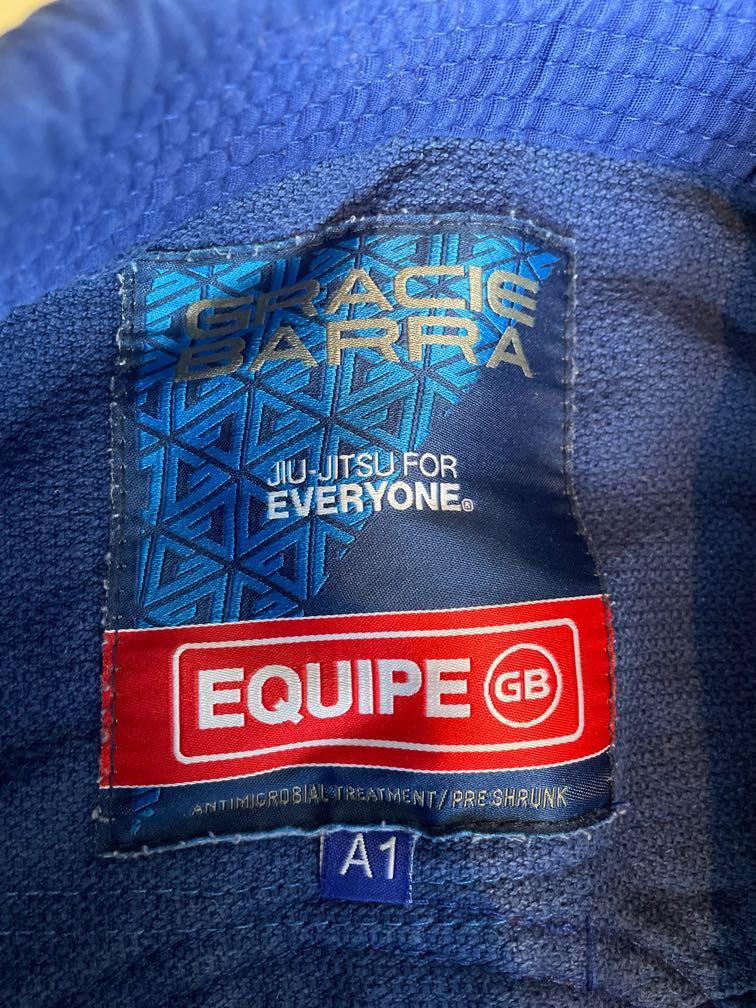 GRACIE
BARRA
JIU-JITSU FOR
EVERYONE®
EQUIPE GB
ANTIMICROBIAL TREATMENT/PRE SHRUNK
A1